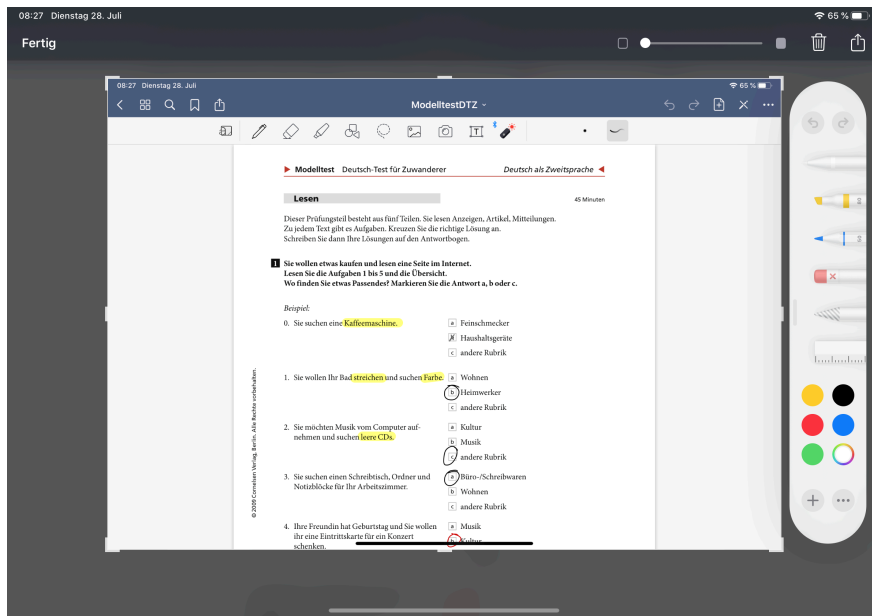 08:27 Dienstag 28. Juli
65 %
Fertig
08:27 Dienstag 28. Juli
65 %
ModelltestDTZ
Modelltest Deutsch-Test für Zuwanderer
Deutsch als Zweitsprache
Lesen
45 Minuten
Dieser Prüfungsteil besteht aus fünf Teilen. Sie lesen Anzeigen, Artikel, Mitteilungen.
Zu jedem Text gibt es Aufgaben. Kreuzen Sie die richtige Lösung an.
Schreiben Sie dann Ihre Lösungen auf den Antwortbogen.
1 Sie wollen etwas kaufen und lesen eine Seite im Internet.
Lesen Sie die Aufgaben 1 bis 5 und die Übersicht.
Wo finden Sie etwas Passendes? Markieren Sie die Antwort a, b oder c.
Beispiel:
0. Sie suchen eine Kaffeemaschine.
a Feinschmecker
Haushaltsgeräte
c andere Rubrik
1. Sie wollen Ihr Bad streichen und suchen Farbe.
a Wohnen
b Heimwerker
c andere Rubrik
2. Sie möchten Musik vom Computer auf-
nehmen und suchen leere CDs.
a Kultur
b Musik
c andere Rubrik
3. Sie suchen einen Schreibtisch, Ordner und
Notizblöcke für Ihr Arbeitszimmer.
a Büro-/Schreibwaren
b Wohnen
c andere Rubrik
4. Ihre Freundin hat Geburtstag und Sie wollen
ihr eine Eintrittskarte für ein Konzert
schenken.
a Musik
b Kultur
© 2009 Cornelsen Verlag, Berlin. Alle Rechte vorbehalten.